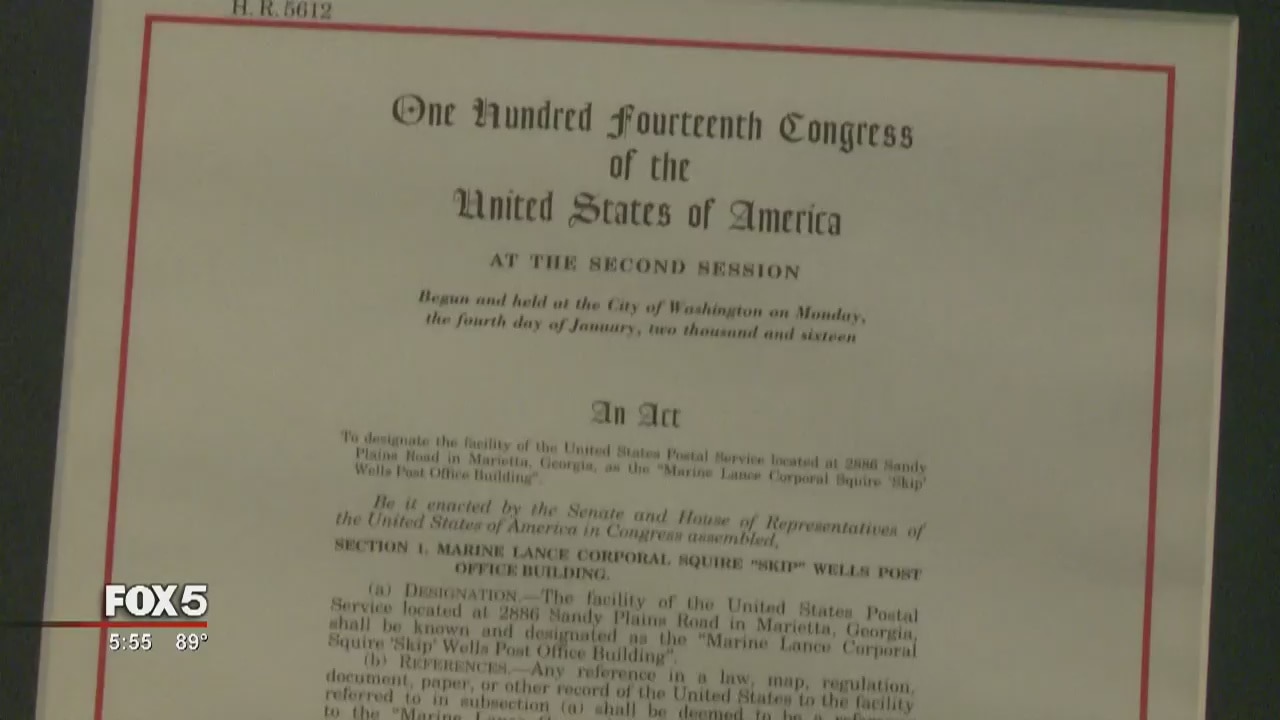 H. R. 5612
One Hundred Fourteenth Congress
of the
United States of America
AT THE SECOND SESSION
Begun and held at the City of Washington on Monday,
the fourth day of January, two thousand and sixteen
An Act
To designate the facility of the United States Postal Service located at 2886 Sandy
Plains Road in Marietta, Georgia, as the "Marine Lance Corporal Squire 'Skip'
Wells Post Office Building".
Be it enacted by the Senate and House of Representatives of
the United States of America in Congress assembled,
SECTION 1. MARINE LANCE CORPORAL SQUIRE "SKIP" WELLS POST
OFFICE BUILDING.
(a) DESIGNATION.—The facility of the United States Postal
Service located at 2886 Sandy Plains Road in Marietta, Georgia,
shall be known and designated as the "Marine Lance Corporal
Squire 'Skip' Wells Post Office Building".
(b) REFERENCES.—Any reference in a law, map, regulation,
document, paper, or other record of the United States to the facility
referred to in subsection (a) shall be deemed to be a reference
to the "Marine Lance
FOX 5
5:55 89°